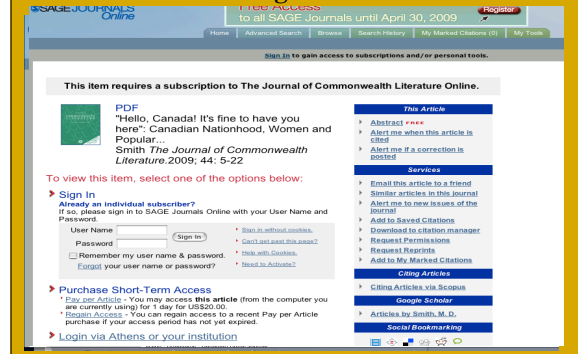 SAGE JOURNALS
Online
Free Access
to all SAGE Journals until April 30, 2009
Register
Home
Advanced Search
Browse
Search History
My Marked Citations (0)
My Tools
Sign In to gain access to subscriptions and/or personal tools.
This item requires a subscription to The Journal of Commonwealth Literature Online.
PDF
"Hello, Canada! It's fine to have you
here": Canadian Nationhood, Women and
Popular...
Smith The Journal of Commonwealth
Literature.2009; 44: 5-22
To view this item, select one of the options below:
Sign In
Already an individual subscriber?
If so, please sign in to SAGE Journals Online with your User Name and
Password.
User Name
Password
Sign In
Remember my user name & password.
Forgot your user name or password?
Sign in without cookies.
Can't get past this page?
Help with Cookies.
Need to Activate?
Purchase Short-Term Access
Pay per Article - You may access this article (from the computer you
are currently using) for 1 day for US$20.00.
Regain Access - You can regain access to a recent Pay per Article
purchase if your access period has not yet expired.
Login via Athens or your institution
This Article
Abstract FREE
Alert me when this article is
cited
Alert me if a correction is
posted
Services
Email this article to a friend
Similar articles in this journal
Alert me to new issues of the
journal
Add to Saved Citations
Download to citation manager
Request Permissions
Request Reprints
Add to My Marked Citations
Citing Articles
Citing Articles via Scopus
Google Scholar
Articles by Smith, M. D.
Social Bookmarking